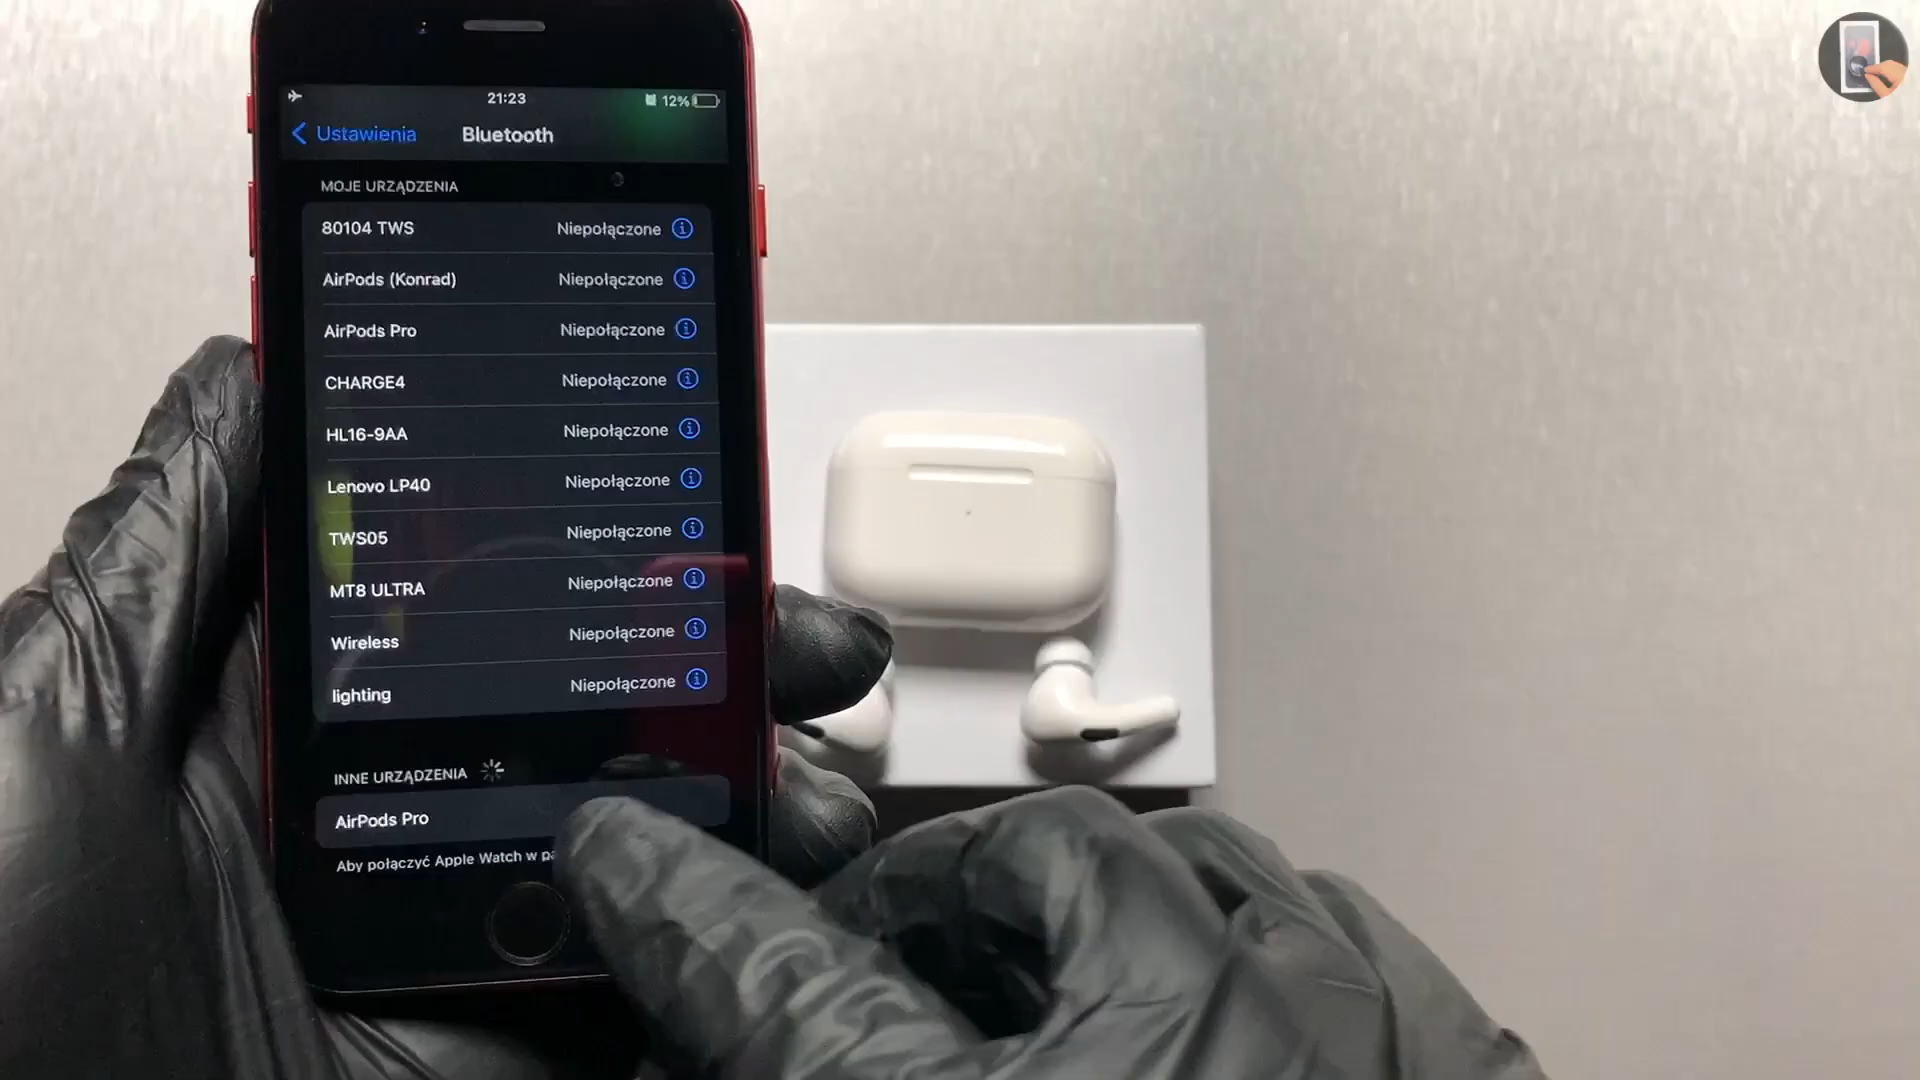 21:23
12%
Ustawienia
Bluetooth
MOJE URZĄDZENIA
80104 TWS Niepołączone
AirPods (Konrad) Niepołączone
AirPods Pro Niepołączone
CHARGE4 Niepołączone
HL16-9AA Niepołączone
Lenovo LP40 Niepołączone
TWS05 Niepołączone
MT8 ULTRA Niepołączone
Wireless Niepołączone
lighting Niepołączone
INNE URZĄDZENIA
AirPods Pro
Aby połączyć Apple Watch w